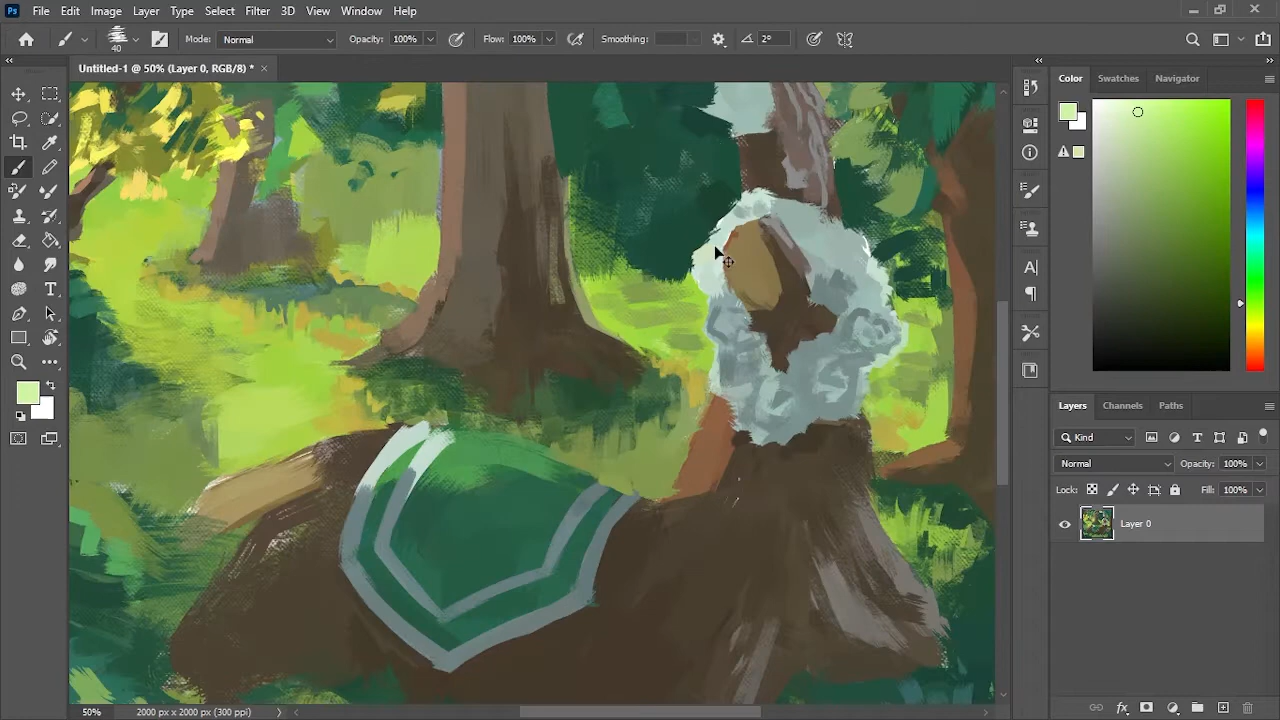 Ps File Edit Image Layer Type Select Filter 3D View Window Help
40 Mode: Normal Opacity: 100% Flow: 100% Smoothing: 2°
Untitled-1 @ 50% (Layer 0, RGB/8) * ×
Color Swatches Navigator
Layers Channels Paths
Kind
Normal Opacity: 100%
Lock: Fill: 100%
Layer 0
50% 2000 px x 2000 px (300 ppi)